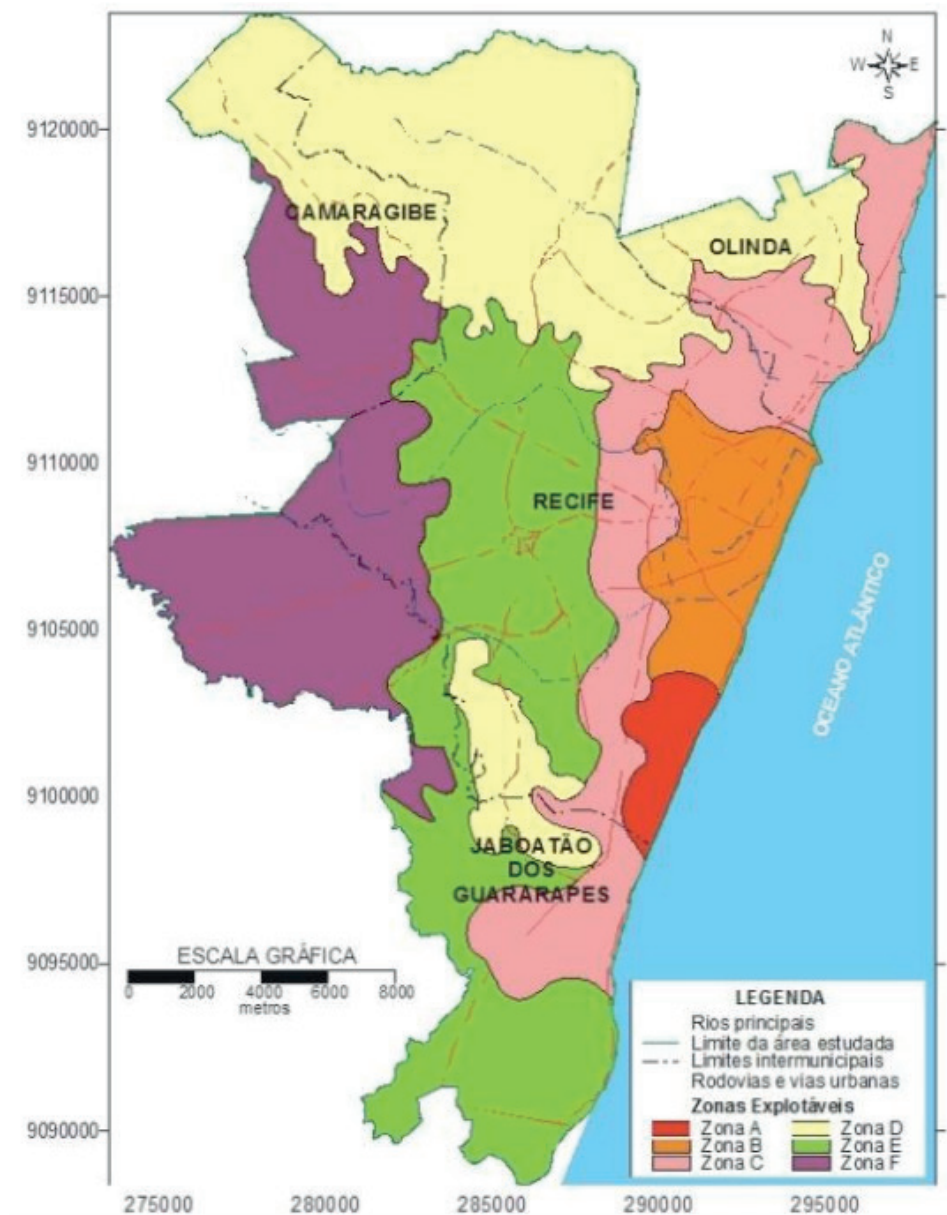 N
W E
S
9120000
CAMARAGIBE
OLINDA
9115000
9110000
RECIFE
9105000
OCEANO ATLÂNTICO
9100000
JABOATÃO
DOS
GUARARAPES
ESCALA GRÁFICA
9095000
0 2000 4000 6000 8000
metros
LEGENDA
Rios principais
Limite da área estudada
Limites intermunicipais
Rodovias e vias urbanas
Zonas Explotáveis
Zona A Zona D
Zona B Zona E
Zona C Zona F
9090000
275000 280000 2850000 2900000 295000